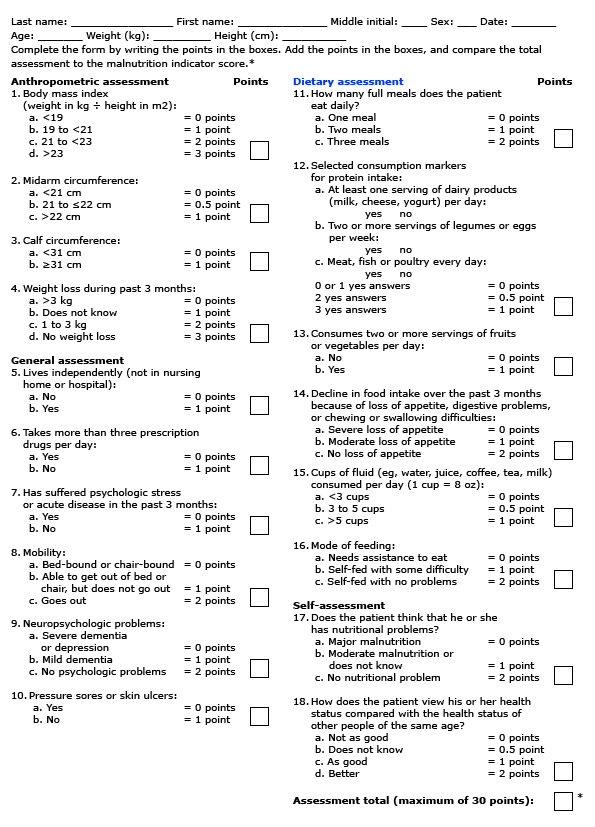 Last name: _________________ First name: _______________ Middle initial: ____ Sex: ___ Date: _______
Age: _______ Weight (kg): _________ Height (cm): __________
Complete the form by writing the points in the boxes. Add the points in the boxes, and compare the total
assessment to the malnutrition indicator score.*
Anthropometric assessment Points
1. Body mass index
(weight in kg ÷ height in m2):
a. <19 = 0 points
b. 19 to <21 = 1 point
c. 21 to <23 = 2 points
d. >23 = 3 points
2. Midarm circumference:
a. <21 cm = 0 points
b. 21 to ≤22 cm = 0.5 point
c. >22 cm = 1 point
3. Calf circumference:
a. <31 cm = 0 points
b. ≥31 cm = 1 point
4. Weight loss during past 3 months:
a. >3 kg = 0 points
b. Does not know = 1 point
c. 1 to 3 kg = 2 points
d. No weight loss = 3 points
General assessment
5. Lives independently (not in nursing
home or hospital):
a. No = 0 points
b. Yes = 1 point
6. Takes more than three prescription
drugs per day:
a. Yes = 0 points
b. No = 1 point
7. Has suffered psychologic stress
or acute disease in the past 3 months:
a. Yes = 0 points
b. No = 1 point
8. Mobility:
a. Bed-bound or chair-bound = 0 points
b. Able to get out of bed or
chair, but does not go out = 1 point
c. Goes out = 2 points
9. Neuropsychologic problems:
a. Severe dementia
or depression = 0 points
b. Mild dementia = 1 point
c. No psychologic problems = 2 points
10. Pressure sores or skin ulcers:
a. Yes = 0 points
b. No = 1 point
Dietary assessment Points
11. How many full meals does the patient
eat daily?
a. One meal = 0 points
b. Two meals = 1 point
c. Three meals = 2 points
12. Selected consumption markers
for protein intake:
a. At least one serving of dairy products
(milk, cheese, yogurt) per day:
yes no
b. Two or more servings of legumes or eggs
per week:
yes no
c. Meat, fish or poultry every day:
yes no
0 or 1 yes answers = 0 points
2 yes answers = 0.5 point
3 yes answers = 1 point
13. Consumes two or more servings of fruits
or vegetables per day:
a. No = 0 points
b. Yes = 1 point
14. Decline in food intake over the past 3 months
because of loss of appetite, digestive problems,
or chewing or swallowing difficulties:
a. Severe loss of appetite = 0 points
b. Moderate loss of appetite = 1 point
c. No loss of appetite = 2 points
15. Cups of fluid (eg, water, juice, coffee, tea, milk)
consumed per day (1 cup = 8 oz):
a. <3 cups = 0 points
b. 3 to 5 cups = 0.5 point
c. >5 cups = 1 point
16. Mode of feeding:
a. Needs assistance to eat = 0 points
b. Self-fed with some difficulty = 1 point
c. Self-fed with no problems = 2 points
Self-assessment
17. Does the patient think that he or she
has nutritional problems?
a. Major malnutrition = 0 points
b. Moderate malnutrition or
does not know = 1 point
c. No nutritional problem = 2 points
18. How does the patient view his or her health
status compared with the health status of
other people of the same age?
a. Not as good = 0 points
b. Does not know = 0.5 point
c. As good = 1 point
d. Better = 2 points
Assessment total (maximum of 30 points): *